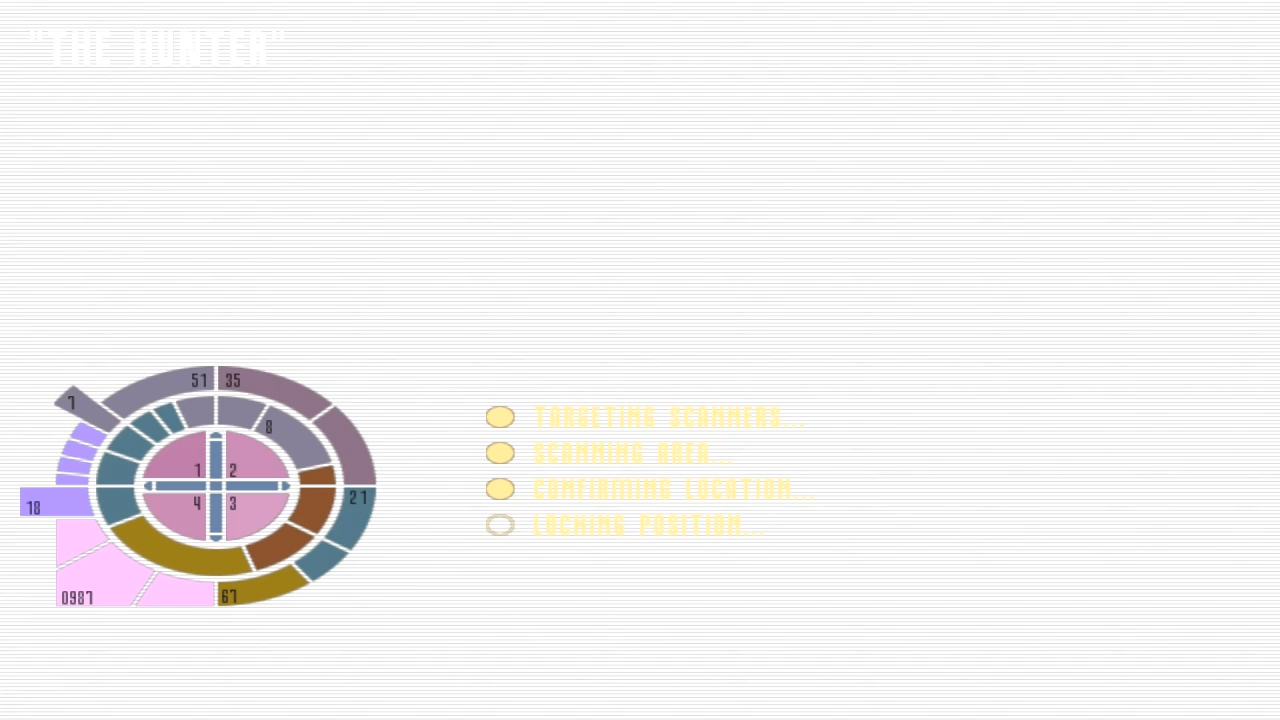 "THE HUNTER"
51 35
7
8
1 2
4 3
18
21
0987
67
TARGETING SCANNERS...
SCANNING AREA...
CONFIRMING LOCATION...
LOCKING POSITION...